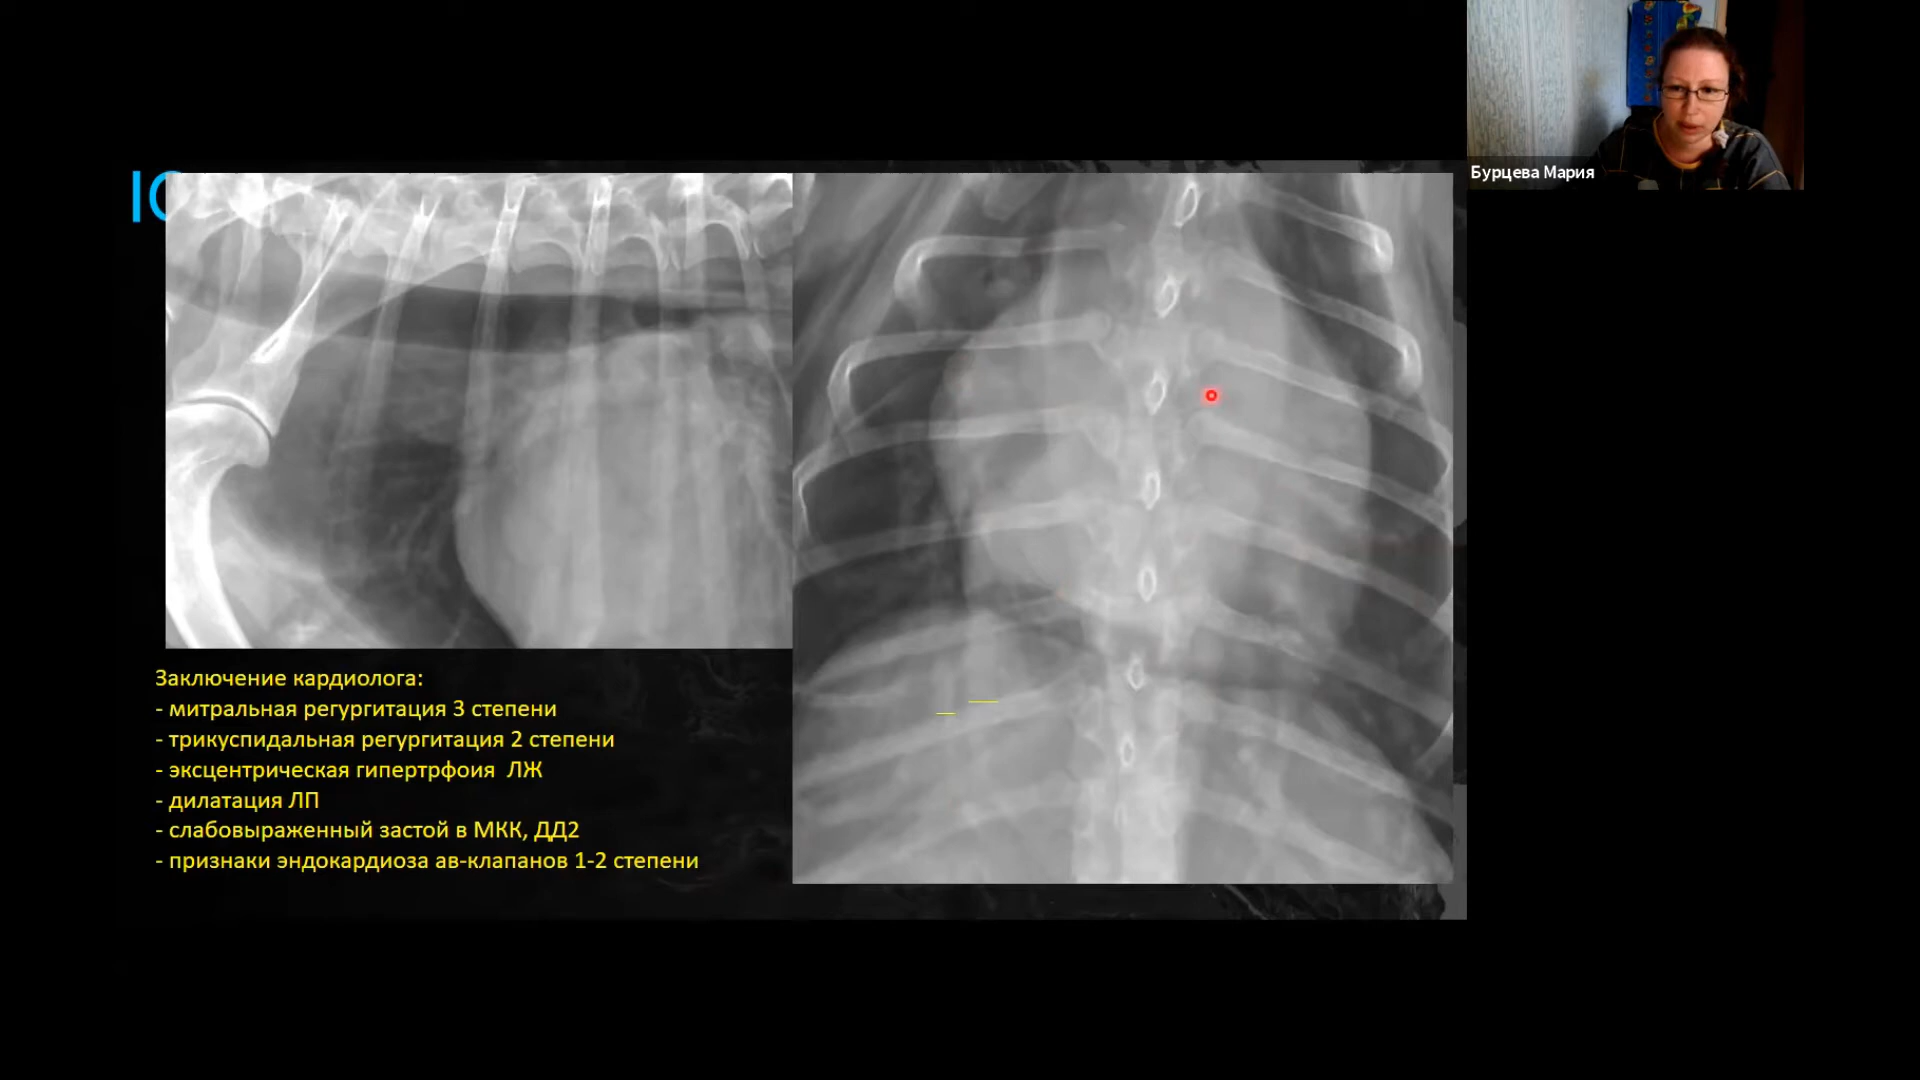 Бурцева Мария
Заключение кардиолога:
- митральная регургитация 3 степени
- трикуспидальная регургитация 2 степени
- эксцентрическая гипертрфоия ЛЖ
- дилатация ЛП
- слабовыраженный застой в МКК, ДД2
- признаки эндокардиоза ав-клапанов 1-2 степени